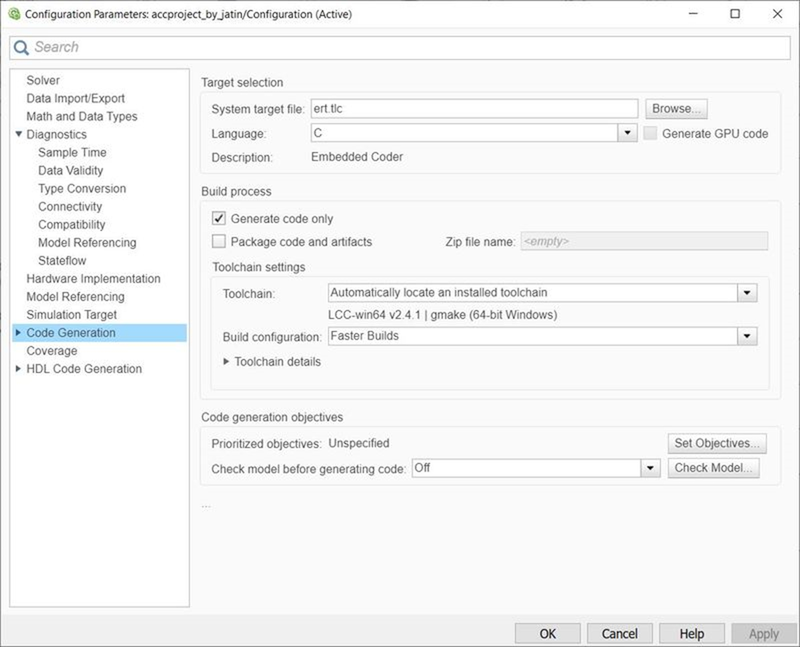 Configuration Parameters: accproject_by_jatin/Configuration (Active)
Search
Solver
Data Import/Export
Math and Data Types
Diagnostics
Sample Time
Data Validity
Type Conversion
Connectivity
Compatibility
Model Referencing
Stateflow
Hardware Implementation
Model Referencing
Simulation Target
Code Generation
Coverage
HDL Code Generation
Target selection
System target file: ert.tlc Browse...
Language: C Generate GPU code
Description: Embedded Coder
Build process
Generate code only
Package code and artifacts Zip file name: <empty>
Toolchain settings
Toolchain: Automatically locate an installed toolchain
LCC-win64 v2.4.1 | gmake (64-bit Windows)
Build configuration: Faster Builds
Toolchain details
Code generation objectives
Prioritized objectives: Unspecified Set Objectives...
Check model before generating code: Off Check Model...
...
OK Cancel Help Apply